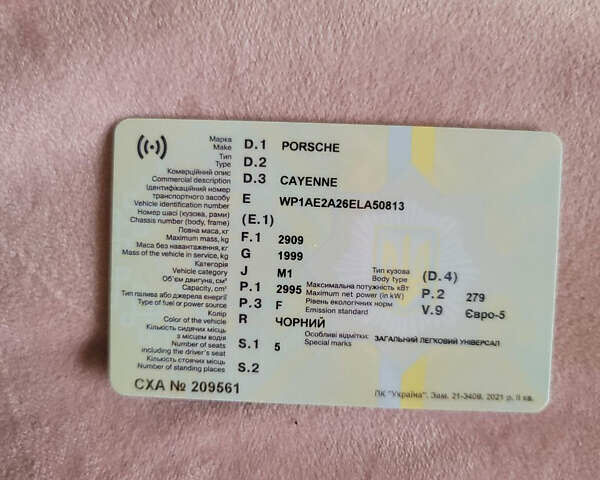 Марка
Make D.1 PORSCHE
Тип
Type D.2
Комерційний опис
Commercial description D.3 CAYENNE
Ідентифікаційний номер
транспортного засобу
Vehicle identification number E WP1AE2A26ELA50813
Номер шасі (кузова, рами)
Chassis number (body, frame) (E.1)
Повна маса, кг
Maximum mass, kg F.1 2909
Маса без навантаження, кг
Mass of the vehicle in service, kg G 1999
Категорія
Vehicle category J M1 Тип кузова
Body Type (D.4)
Об'єм двигуна, см³
Capacity, cm³ P.1 2995 Максимальна потужність кВт
Maximum net power (in kW) P.2 279
Тип палива або джерела енергії
Type of fuel or power source P.3 F Рівень екологічних норм
Emission standard V.9 Євро-5
Колір
Color of the vehicle R ЧОРНИЙ
Кількість сидячих місць
з місцем водія
Number of seats
including the driver's seat S.1 5 Особливі відмітки:
Special marks ЗАГАЛЬНИЙ ЛЕГКОВИЙ УНІВЕРСАЛ
Кількість стоячих місць
Number of standing places S.2
СХА № 209561
ПК "Україна". Зам. 21-3408. 2021 р. II кв.